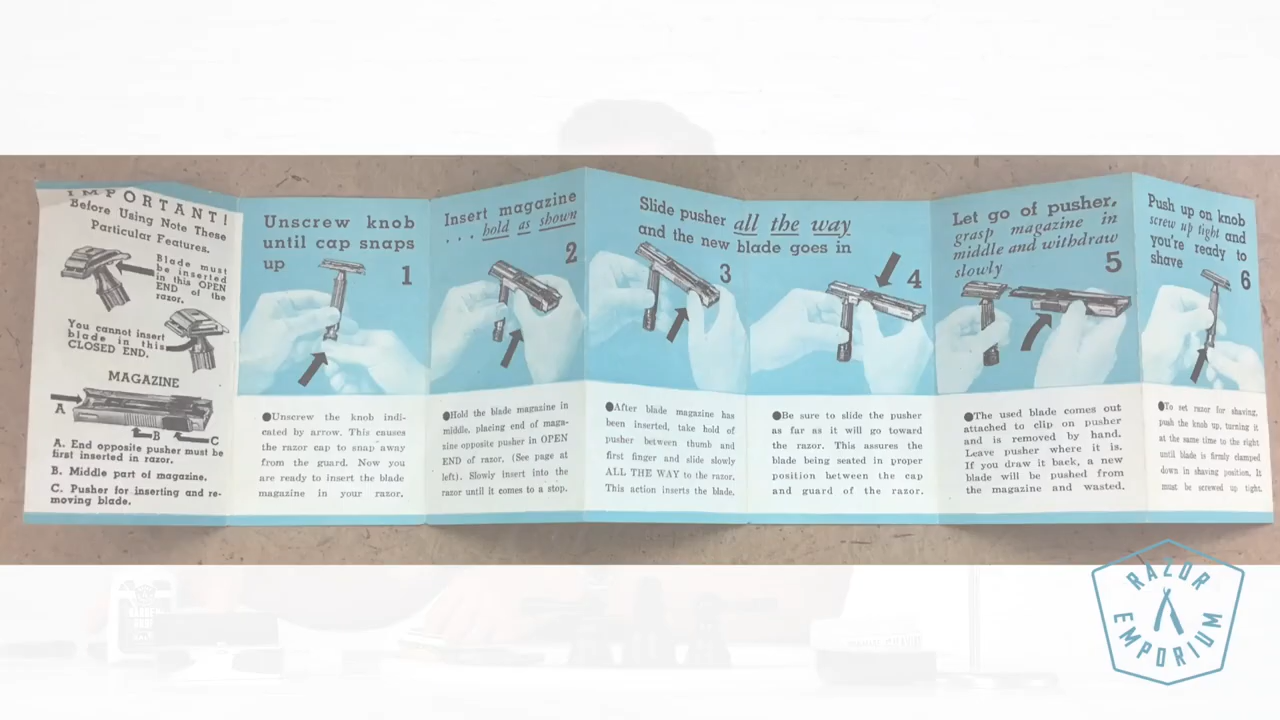 IMPORTANT!
Before Using Note These
Particular Features.
Blade must
be inserted
in this OPEN
END of the
razor.
You cannot insert
blade in this
CLOSED END.
MAGAZINE
A
B
C
A. End opposite pusher must be
first inserted in razor.
B. Middle part of magazine.
C. Pusher for inserting and re-
moving blade.
Unscrew knob
until cap snaps
up
1
●Unscrew the knob indi-
cated by arrow. This causes
the razor cap to snap away
from the guard. Now you
are ready to insert the blade
magazine in your razor.
Insert magazine
. . . hold as shown
2
●Hold the blade magazine in
middle, placing end of maga-
zine opposite pusher in OPEN
END of razor. (See page at
left). Slowly insert into the
razor until it comes to a stop.
Slide pusher all the way
and the new blade goes in
3
●After blade magazine has
been inserted, take hold of
pusher between thumb and
first finger and slide slowly
ALL THE WAY to the razor.
This action inserts the blade.
4
●Be sure to slide the pusher
as far as it will go toward
the razor. This assures the
blade being seated in proper
position between the cap
and guard of the razor.
Let go of pusher,
grasp magazine in
middle and withdraw
slowly
5
●The used blade comes out
attached to clip on pusher
and is removed by hand.
Leave pusher where it is.
If you draw it back, a new
blade will be pushed from
the magazine and wasted.
Push up on knob
screw up tight and
you're ready to
shave
6
●To set razor for shaving,
push the knob up, turning it
at the same time to the right
until blade is firmly clamped
down in shaving position. It
must be screwed up tight.
RAZOR
EMPORIUM